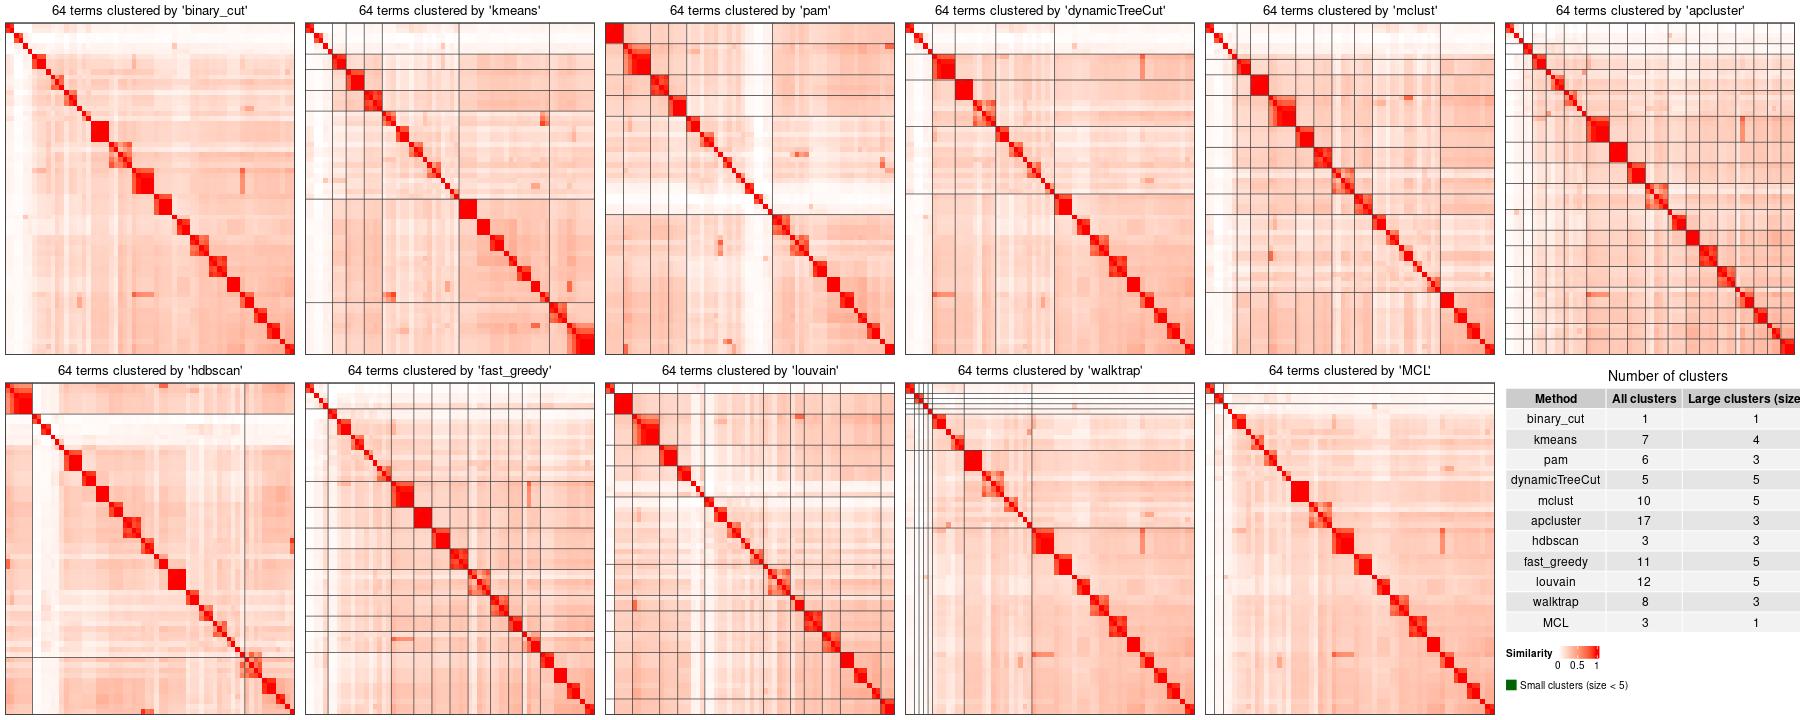 64 terms clustered by 'binary_cut'
64 terms clustered by 'kmeans'
64 terms clustered by 'pam'
64 terms clustered by 'dynamicTreeCut'
64 terms clustered by 'mclust'
64 terms clustered by 'apcluster'
64 terms clustered by 'hdbscan'
64 terms clustered by 'fast_greedy'
64 terms clustered by 'louvain'
64 terms clustered by 'walktrap'
64 terms clustered by 'MCL'
Number of clusters
Method All clusters Large clusters (size
binary_cut 1 1
kmeans 7 4
pam 6 3
dynamicTreeCut 5 5
mclust 10 5
apcluster 17 3
hdbscan 3 3
fast_greedy 11 5
louvain 12 5
walktrap 8 3
MCL 3 1
Similarity
0 0.5 1
Small clusters (size < 5)